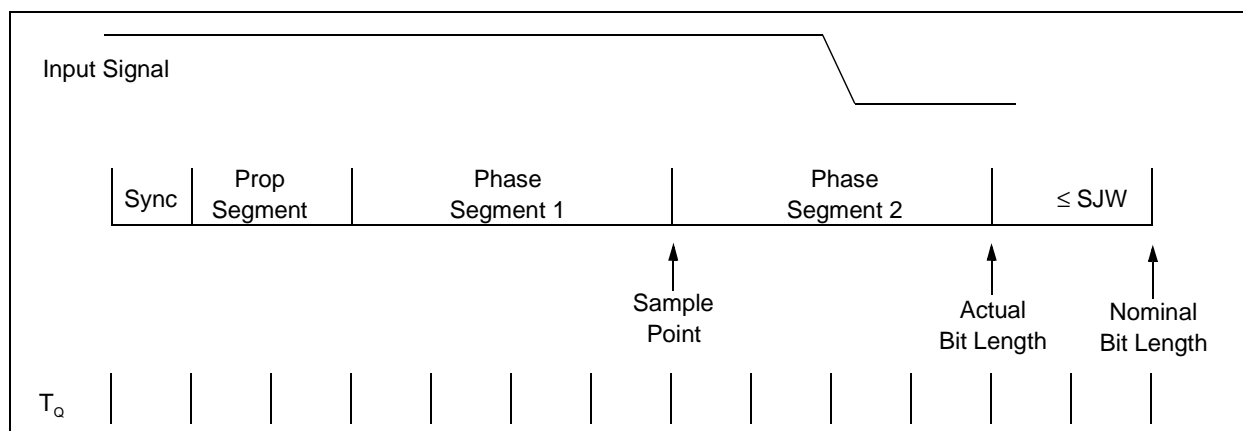 Input Signal
Sync
Prop
Segment
Phase
Segment 1
Phase
Segment 2
≤ SJW
Sample
Point
Actual
Bit Length
Nominal
Bit Length
TQ